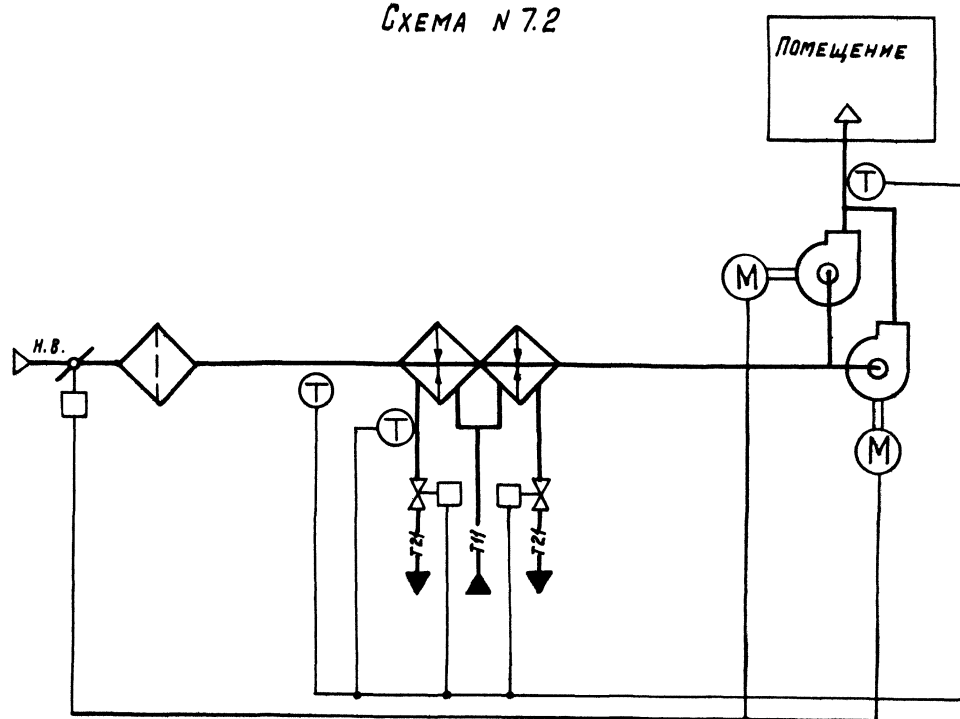 Схема N 7.2
Помещение
Т
М
Н.В.
Т
Т
М
Т21
Т11
Т21